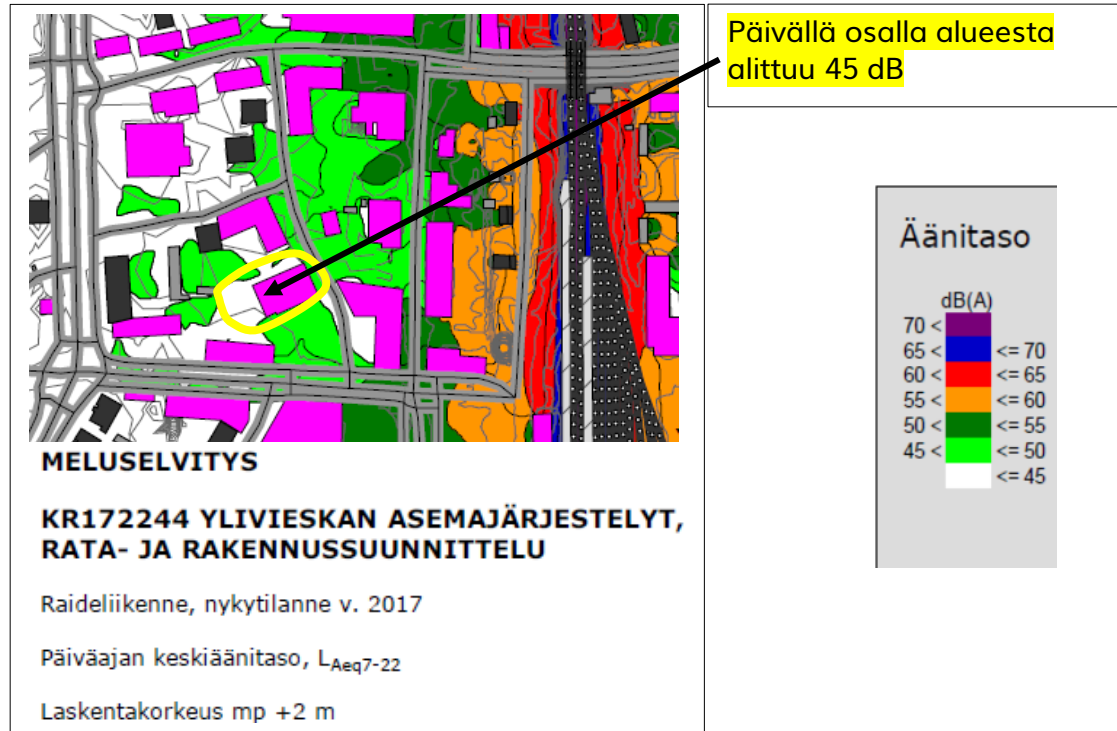 Päivällä osalla alueesta
alittuu 45 dB
Äänitaso
dB(A)
70 <
65 < <= 70
60 < <= 65
55 < <= 60
50 < <= 55
45 < <= 50
<= 45
MELUSELVITYS
KR172244 YLIVIESKAN ASEMAJÄRJESTELYT,
RATA- JA RAKENNUSSUUNNITTELU
Raideliikenne, nykytilanne v. 2017
Päiväajan keskiäänitaso, LAeq7-22
Laskentakorkeus mp +2 m